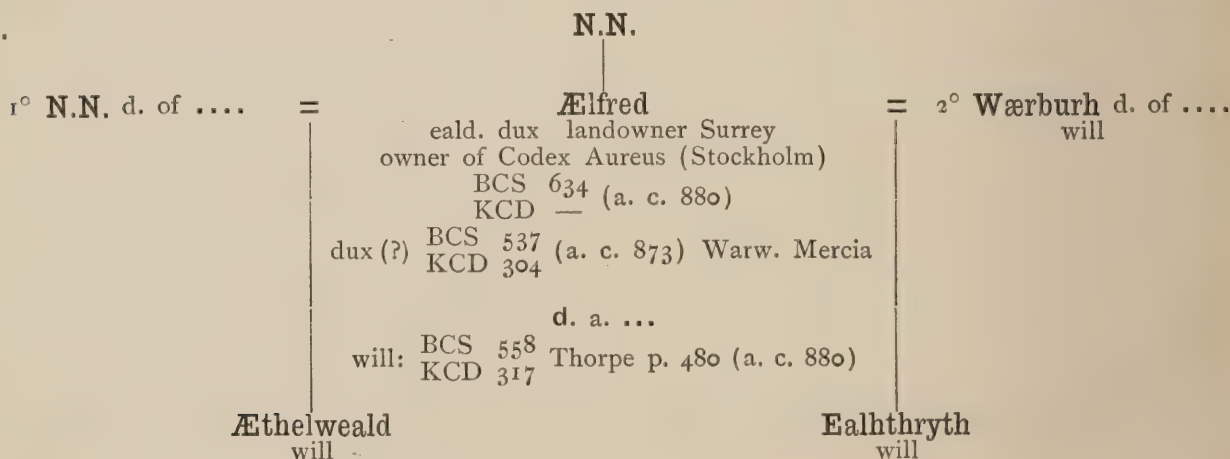 N.N.
1° N.N. d. of .... = Ælfred = 2° Wærburh d. of ....
eald. dux landowner Surrey will
owner of Codex Aureus (Stockholm)
BCS 634 (a. c. 880)
KCD —
dux (?) BCS 537 (a. c. 873) Warw. Mercia
KCD 304
d. a. ...
will: BCS 558 Thorpe p. 480 (a. c. 880)
KCD 317
Æthelweald Ealhthryth
will will